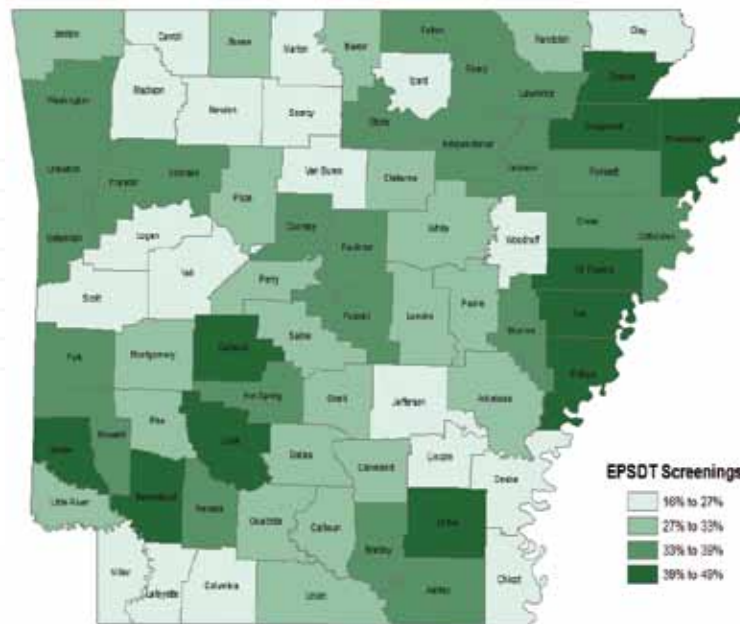 Benton
Carroll
Boone
Marion
Baxter
Fulton
Randolph
Clay
Izard
Sharp
Greene
Madison
Washington
Newton
Searcy
Stone
Lawrence
Craighead
Mississippi
Independence
Crawford
Franklin
Johnson
Van Buren
Cleburne
Jackson
Poinsett
Pope
Logan
Sebastian
Conway
Faulkner
White
Woodruff
Cross
Crittenden
Yell
Scott
Perry
St Francis
Pulaski
Lonoke
Prairie
Monroe
Lee
Polk
Montgomery
Garland
Saline
Phillips
Hot Spring
Grant
Jefferson
Arkansas
Howard
Pike
Clark
Dallas
Cleveland
Lincoln
Desha
Little River
Hempstead
Nevada
Ouachita
Calhoun
Bradley
Drew
Miller
Lafayette
Columbia
Union
Ashley
Chicot
EPSDT Screenings
16% to 27%
27% to 33%
33% to 39%
39% to 49%